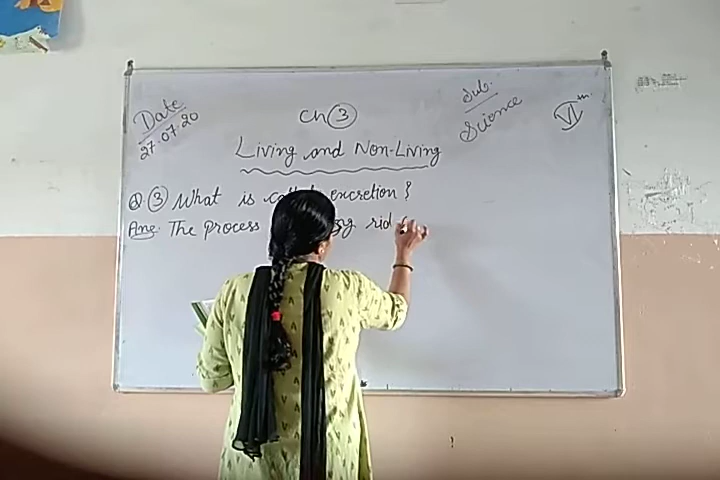 Date
27.07.20
Ch 3
Sub.
Science
VI
Living and Non-Living
Q 3 What is excretion ?
Ans. The process rid